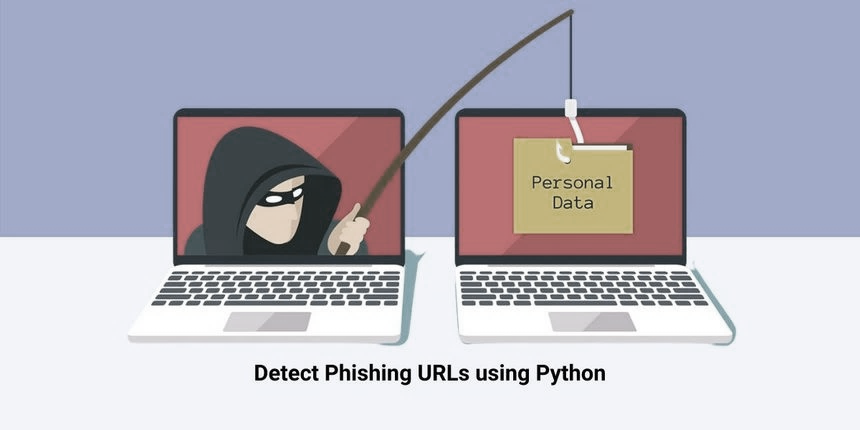 Personal
Data
Detect Phishing URLs using Python